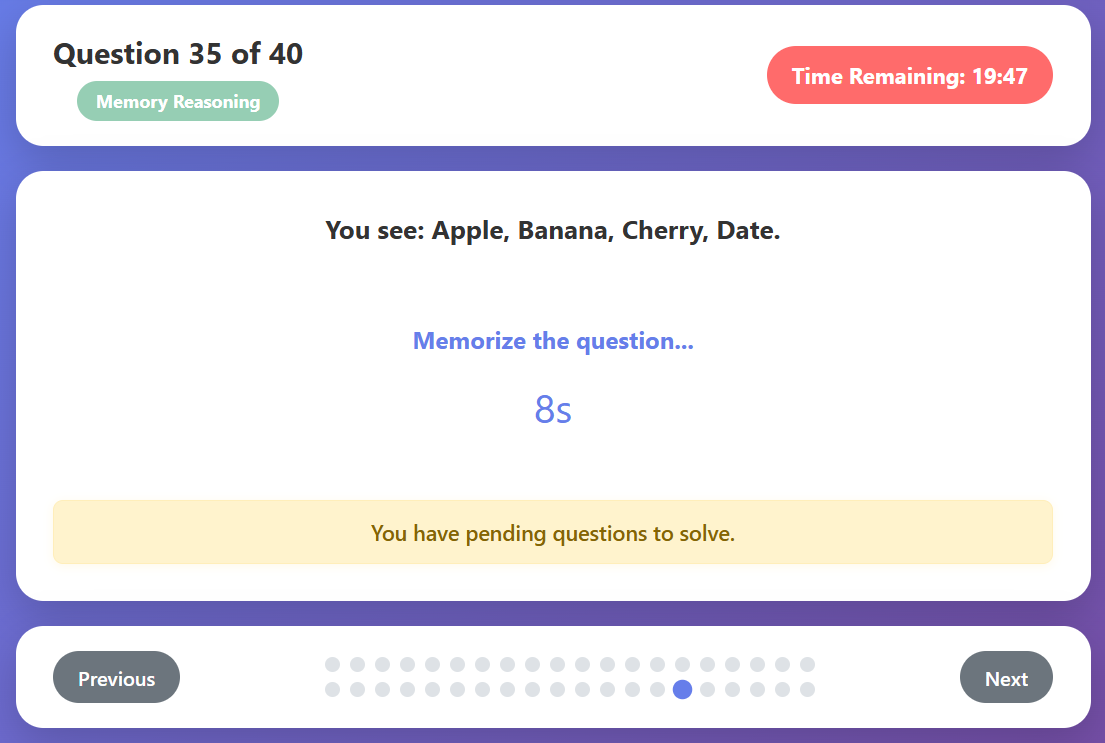 Question 35 of 40
Time Remaining: 19:47
Memory Reasoning
You see: Apple, Banana, Cherry, Date.
Memorize the question...
8s
You have pending questions to solve.
Previous
Next